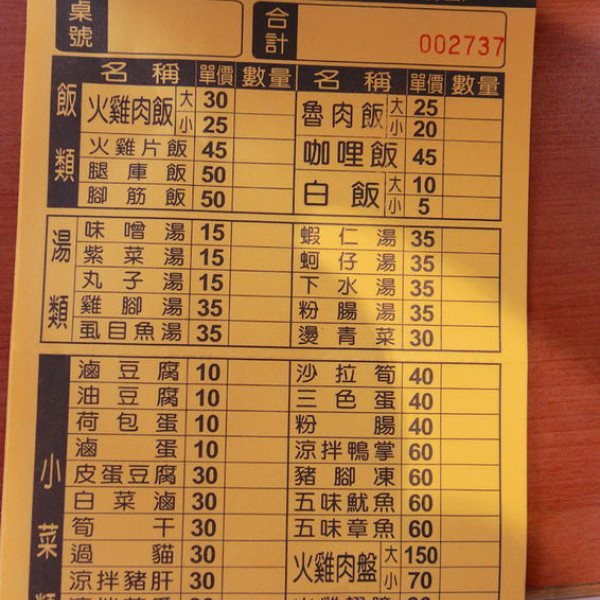 桌號 合計 002737
名稱 單價 數量 名稱 單價 數量
飯類
火雞肉飯 大 30
小 25
火雞片飯 45
腿庫飯 50
腳筋飯 50
魯肉飯 大 25
小 20
咖哩飯 45
白飯 大 10
小 5
湯類
味噌湯 15
紫菜湯 15
丸子湯 15
雞腳湯 35
虱目魚湯 35
蝦仁湯 35
蚵仔湯 35
下水湯 35
粉腸湯 35
燙青菜 30
小菜類
滷豆腐 10
油豆腐 10
荷包蛋 10
滷蛋 10
皮蛋豆腐 30
白菜滷 30
筍干 30
過貓 30
涼拌豬肝 30
沙拉筍 40
三色蛋 40
粉腸 40
涼拌鴨掌 60
豬腳凍 60
五味魷魚 60
五味章魚 60
火雞肉盤 大 150
小 70